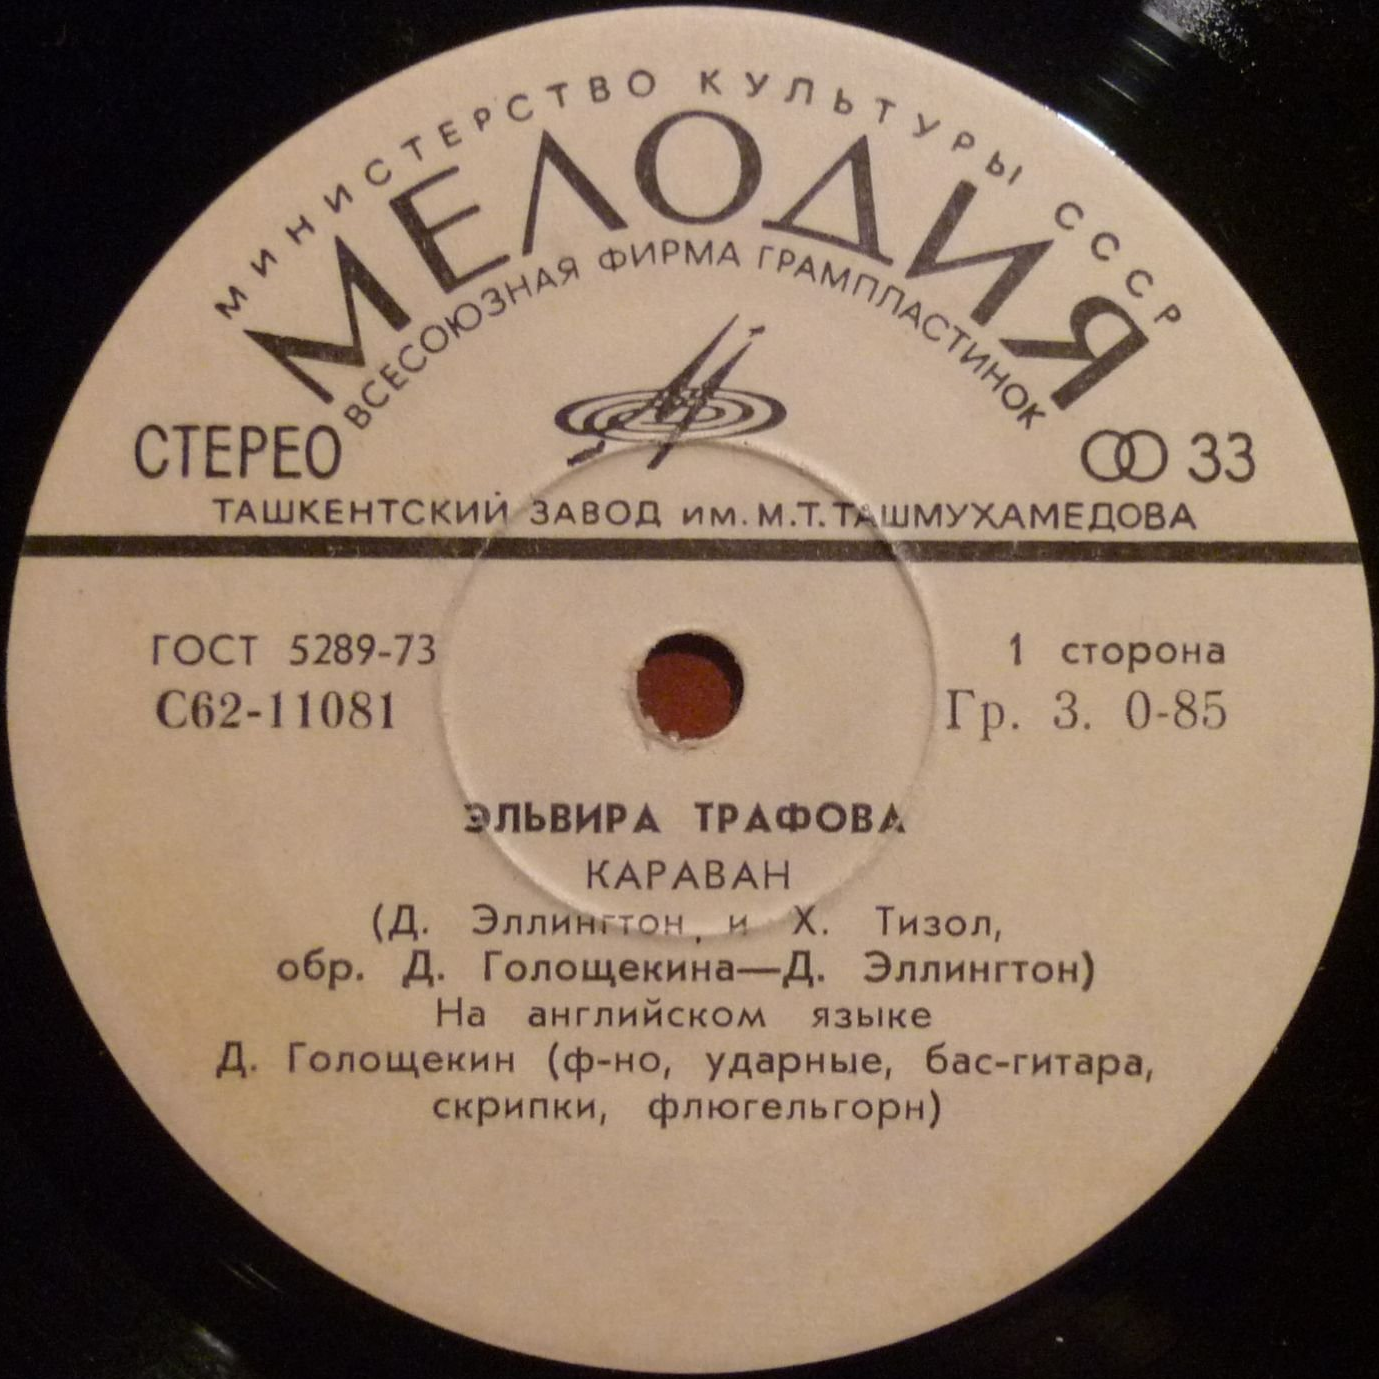 МИНИСТЕРСТВО КУЛЬТУРЫ СССР
МЕЛОДИЯ
ВСЕСОЮЗНАЯ ФИРМА ГРАМПЛАСТИНОК
СТЕРЕО
33
ТАШКЕНТСКИЙ ЗАВОД им. М.Т. ТАШМУХАМЕДОВА
ГОСТ 5289-73
1 сторона
С62-11081
Гр. 3. 0-85
ЭЛЬВИРА ТРАФОВА
КАРАВАН
(Д. Эллингтон и Х. Тизол,
обр. Д. Голощекина—Д. Эллингтон)
На английском языке
Д. Голощекин (ф-но, ударные, бас-гитара,
скрипки, флюгельгорн)